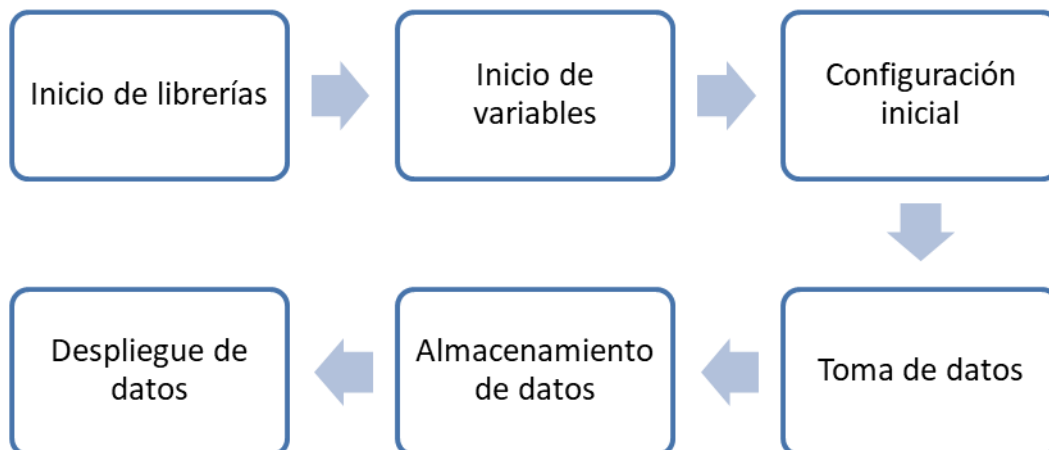 Inicio de librerías
Inicio de
variables
Configuración
inicial
Toma de datos
Almacenamiento
de datos
Despliegue de
datos